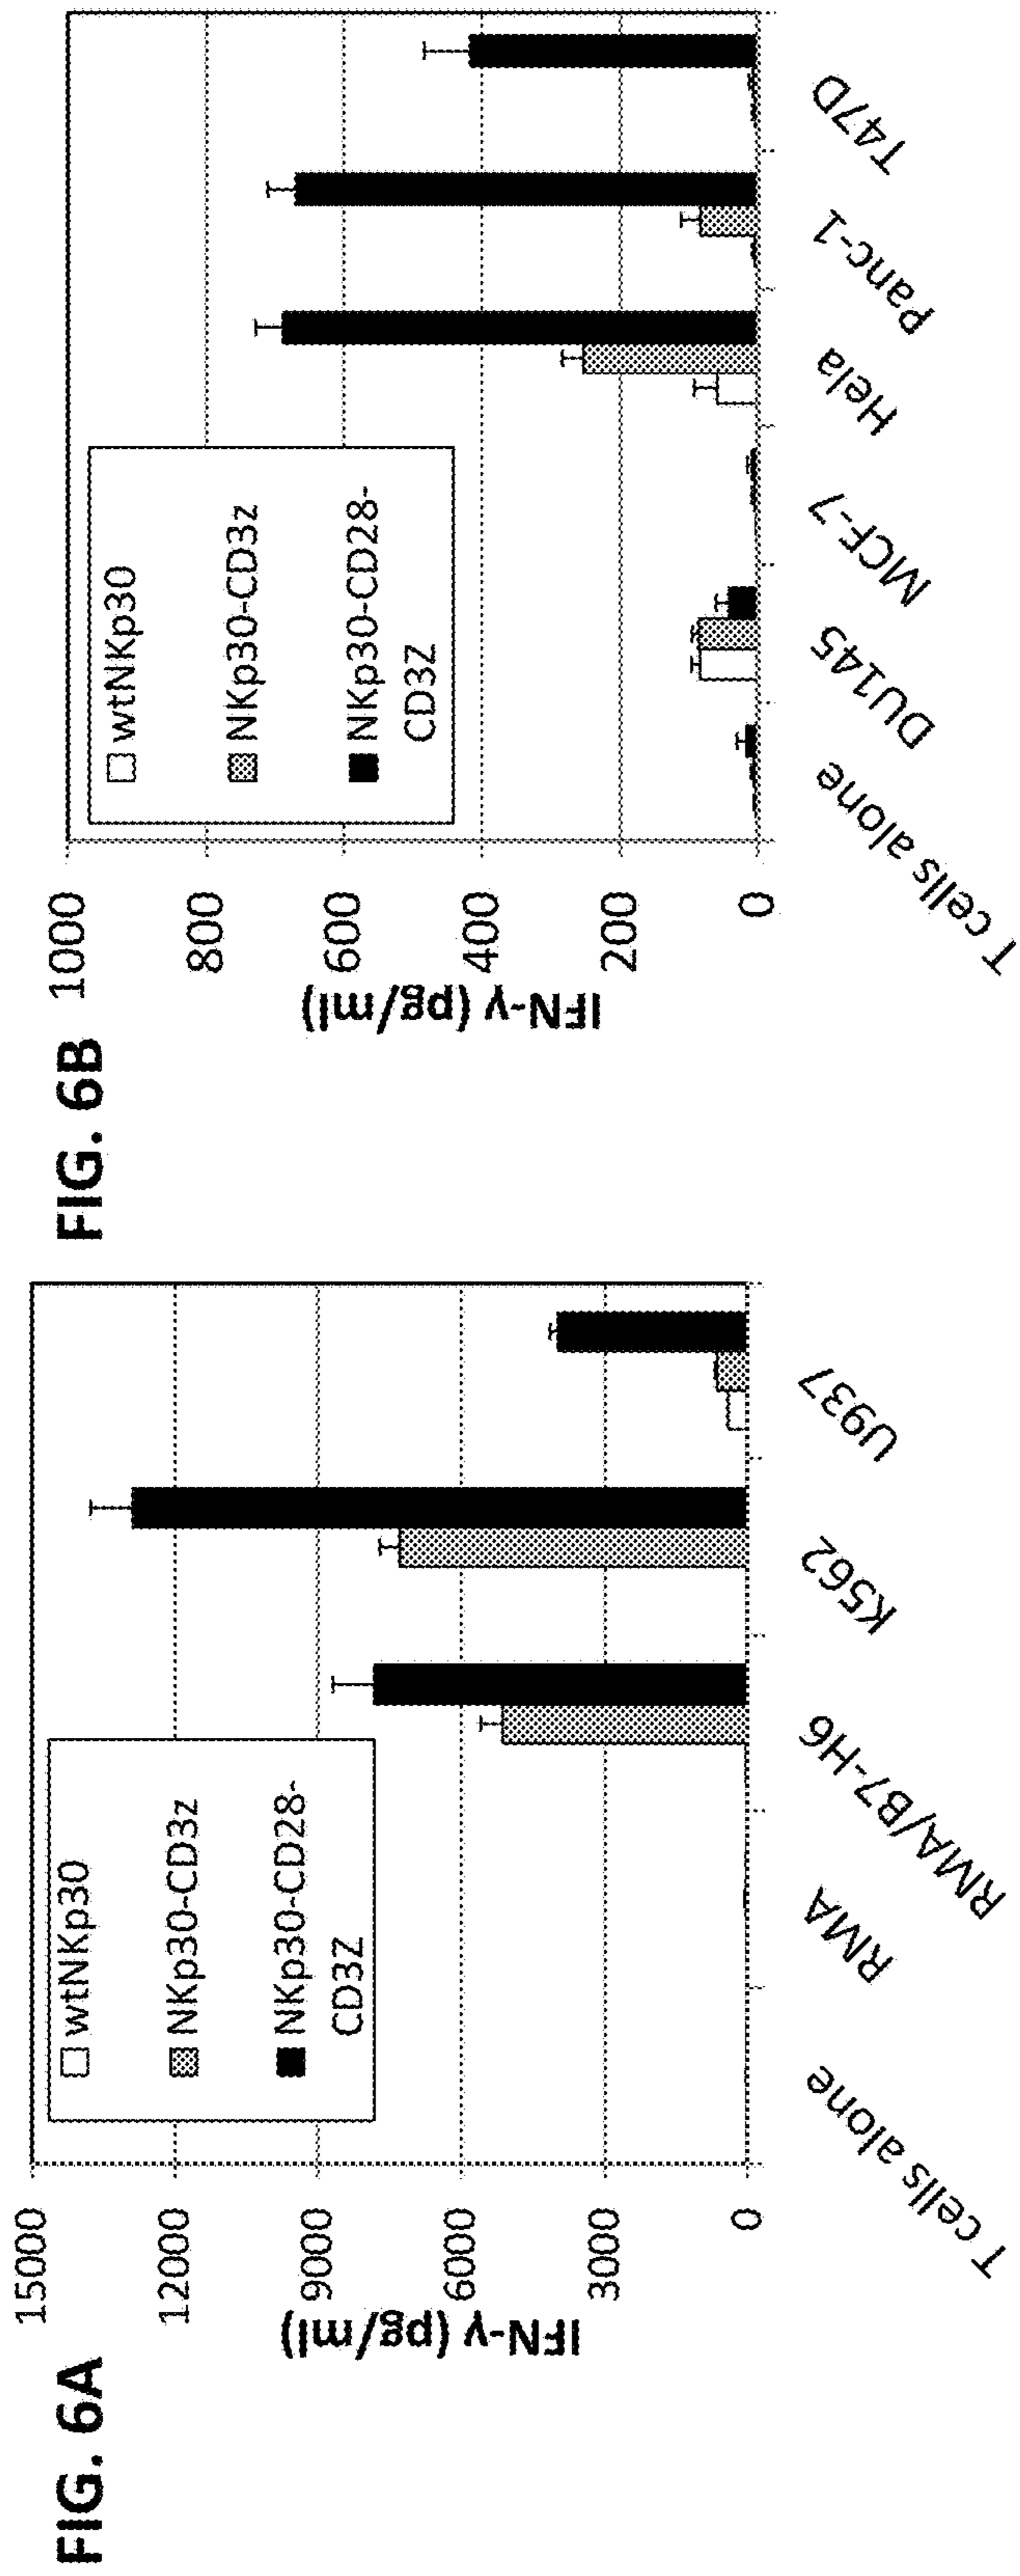 FIG. 6A
15000
12000
9000
6000
3000
0
IFN-γ (pg/ml)
wtNKp30
NKp30-CD3z
NKp30-CD28-
CD3Z
T cells alone
RMA
RMA/B7-H6
K562
U937
FIG. 6B
1000
800
600
400
200
0
IFN-γ (pg/ml)
wtNKp30
NKp30-CD3z
NKp30-CD28-
CD3Z
T cells alone
DU145
MCF-7
Hela
Panc-1
T47D